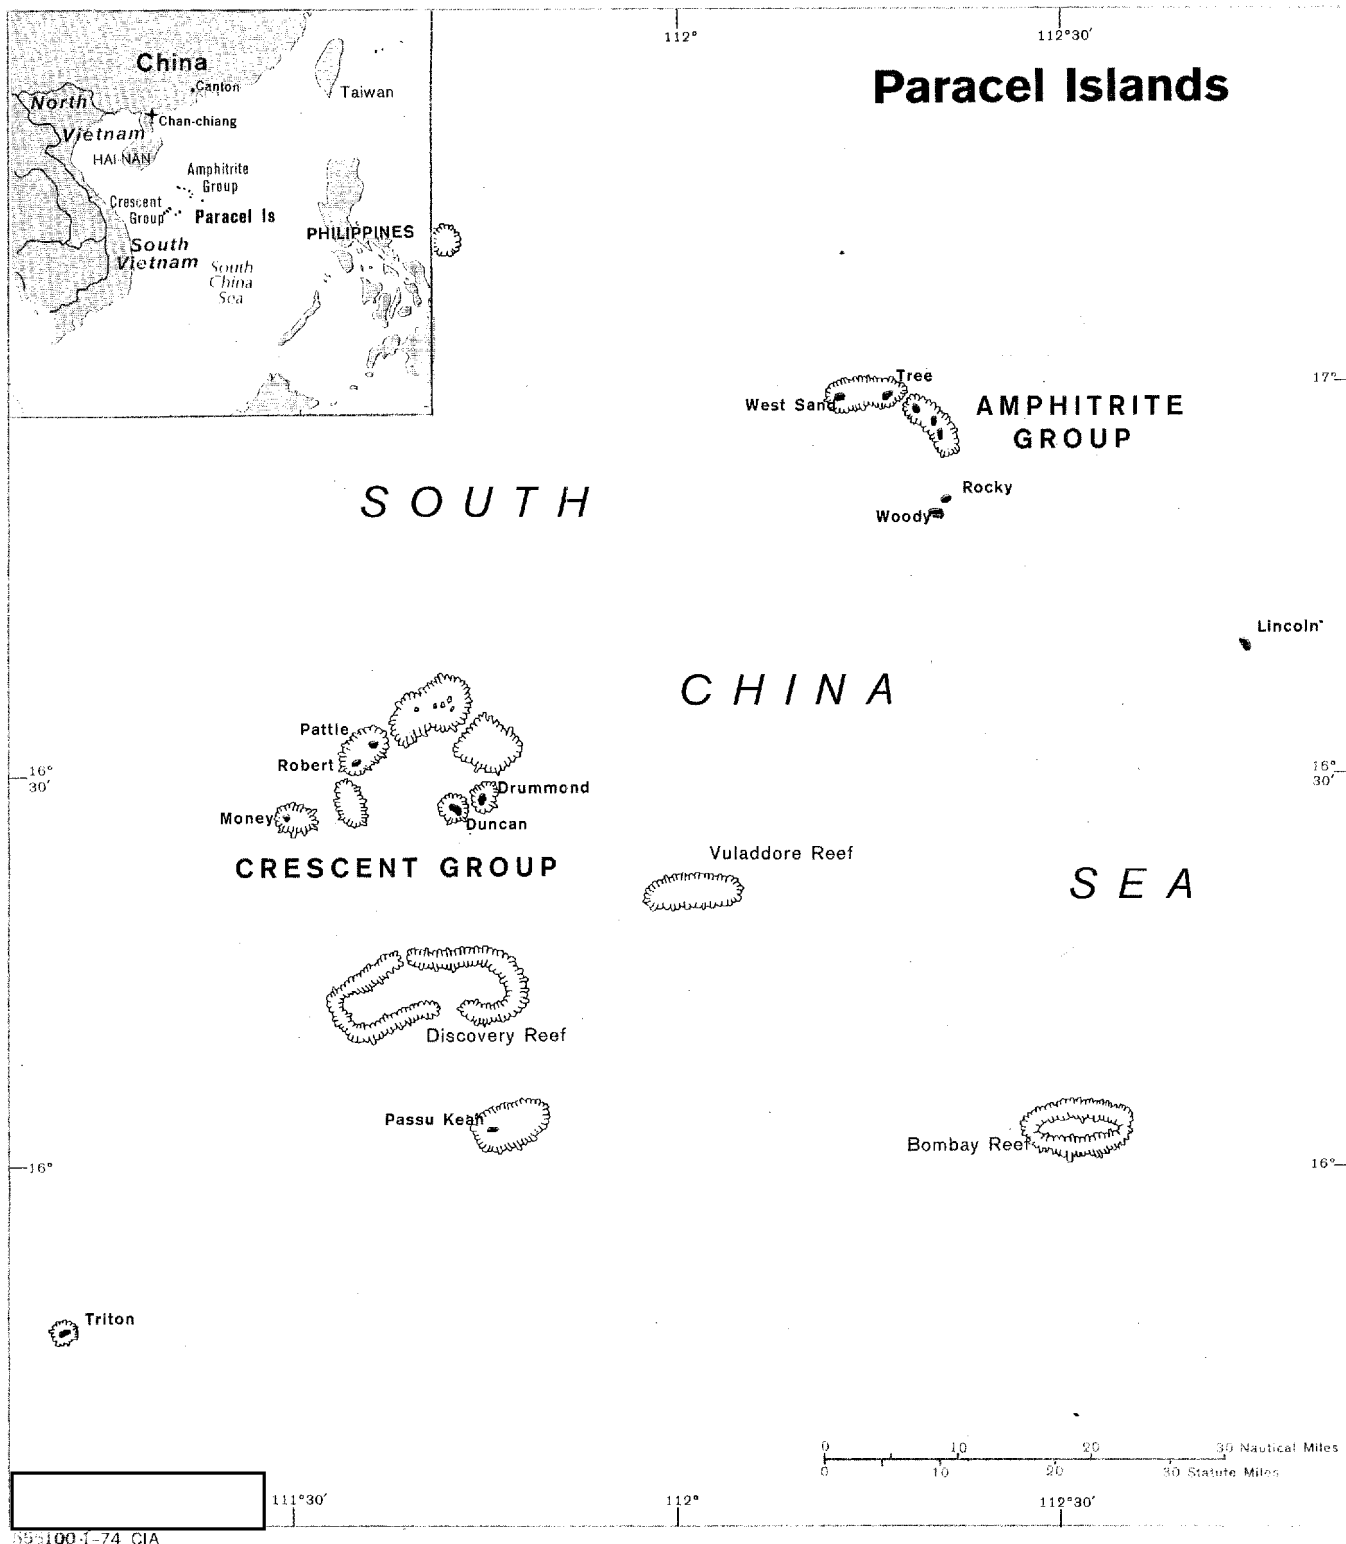 112°
112°30′
Paracel Islands
China
Canton
Taiwan
North
Vietnam
Chan-chiang
HAI-NAN
Amphitrite
Group
Crescent
Group
Paracel Is
PHILIPPINES
South
Vietnam
South
China
Sea
17°
Tree
West Sand
AMPHITRITE
GROUP
Rocky
Woody
SOUTH
Lincoln
CHINA
Pattle
Robert
16°
30′
16°
30′
Drummond
Money
Duncan
CRESCENT GROUP
Vuladdore Reef
SEA
Discovery Reef
Passu Keah
Bombay Reef
16°
16°
Triton
0 10 20 30 Nautical Miles
0 10 20 30 Statute Miles
111°30′
112°
112°30′
1-74 CIA